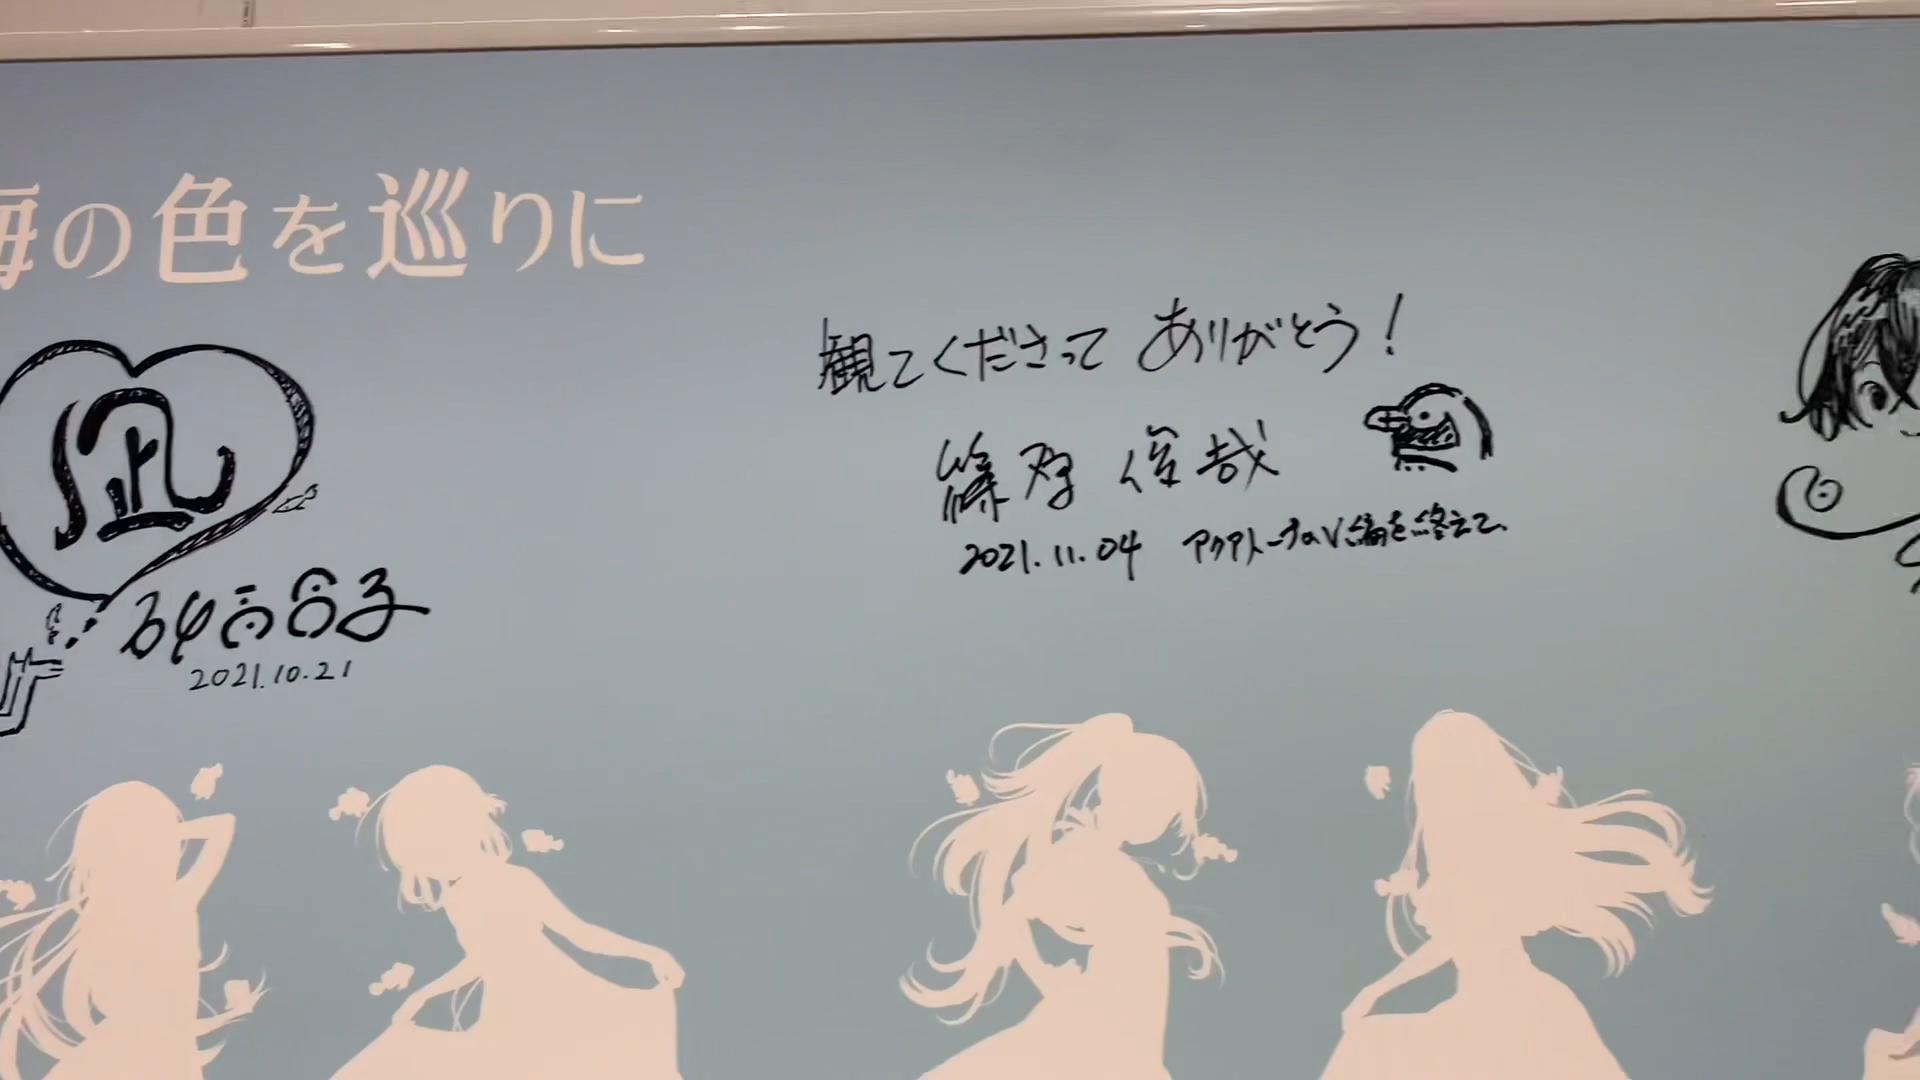 海の色を巡りに
凪
2021.10.21
観てくださって ありがとう！
篠原 俊哉
2021.11.04 アクアトープのV編を終えて、